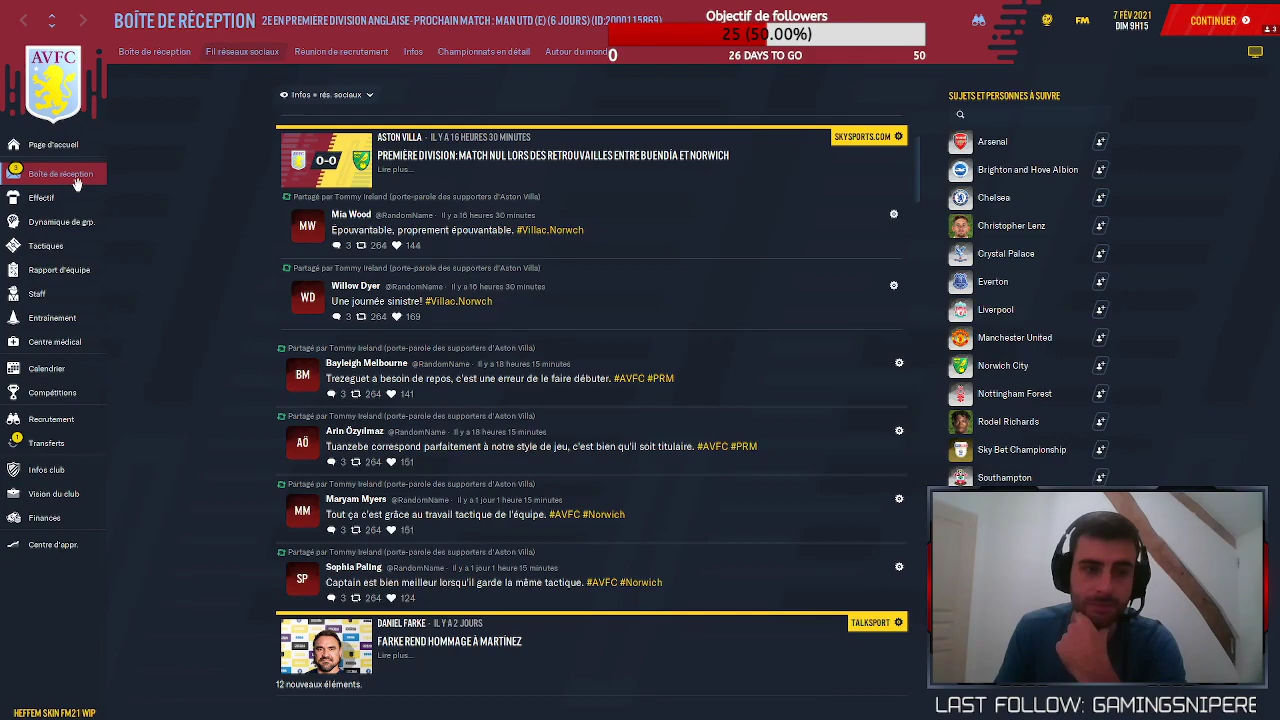 BOÎTE DE RÉCEPTION
2E EN PREMIÈRE DIVISION ANGLAISE- PROCHAIN MATCH : MAN UTD (E) (6 JOURS) (ID:2000115869)
Objectif de followers
25 (50.00%)
0
26 DAYS TO GO
50
7 FÉV 2021
DIM 9H15
CONTINUER
3
FM
Boîte de réception
Fil réseaux sociaux
Réunion de recrutement
Infos
Championnats en détail
Autour du mond
AVFC
Page d'accueil
3
Boîte de réception
Effectif
Dynamique de grp.
Tactiques
Rapport d'équipe
Staff
Entraînement
Centre médical
Calendrier
Compétitions
Recrutement
1
Transferts
Infos club
Vision du club
Finances
Centre d'appr.
HEFFEM SKIN FM21 WIP
Infos + rés. sociaux
ASTON VILLA - IL Y A 16 HEURES 30 MINUTES
SKYSPORTS.COM
0-0
PREMIÈRE DIVISION: MATCH NUL LORS DES RETROUVAILLES ENTRE BUENDÍA ET NORWICH
Lire plus...
Partagé par Tommy Ireland (porte-parole des supporters d'Aston Villa)
MW
Mia Wood @RandomName - Il y a 16 heures 30 minutes
Epouvantable, proprement épouvantable. #Villac.Norwch
3 264 144
Partagé par Tommy Ireland (porte-parole des supporters d'Aston Villa)
WD
Willow Dyer @RandomName - Il y a 16 heures 30 minutes
Une journée sinistre! #Villac.Norwch
3 264 169
Partagé par Tommy Ireland (porte-parole des supporters d'Aston Villa)
BM
Bayleigh Melbourne @RandomName - Il y a 18 heures 15 minutes
Trezeguet a besoin de repos, c'est une erreur de le faire débuter. #AVFC #PRM
3 264 141
Partagé par Tommy Ireland (porte-parole des supporters d'Aston Villa)
AÖ
Arin Özyilmaz @RandomName - Il y a 18 heures 15 minutes
Tuanzebe correspond parfaitement à notre style de jeu, c'est bien qu'il soit titulaire. #AVFC #PRM
3 264 151
Partagé par Tommy Ireland (porte-parole des supporters d'Aston Villa)
MM
Maryam Myers @RandomName - Il y a 1 jour 1 heure 15 minutes
Tout ça c'est grâce au travail tactique de l'équipe. #AVFC #Norwich
3 264 151
Partagé par Tommy Ireland (porte-parole des supporters d'Aston Villa)
SP
Sophia Paling @RandomName - Il y a 1 jour 1 heure 15 minutes
Captain est bien meilleur lorsqu'il garde la même tactique. #AVFC #Norwich
3 264 124
DANIEL FARKE - IL Y A 2 JOURS
TALKSPORT
FARKE REND HOMMAGE À MARTÍNEZ
Lire plus...
12 nouveaux éléments.
SUJETS ET PERSONNES À SUIVRE
Arsenal
Brighton and Hove Albion
Chelsea
Christopher Lenz
Crystal Palace
Everton
Liverpool
Manchester United
Norwich City
Nottingham Forest
Rodel Richards
Sky Bet Championship
Southampton
LAST FOLLOW: GAMINGSNIPERE